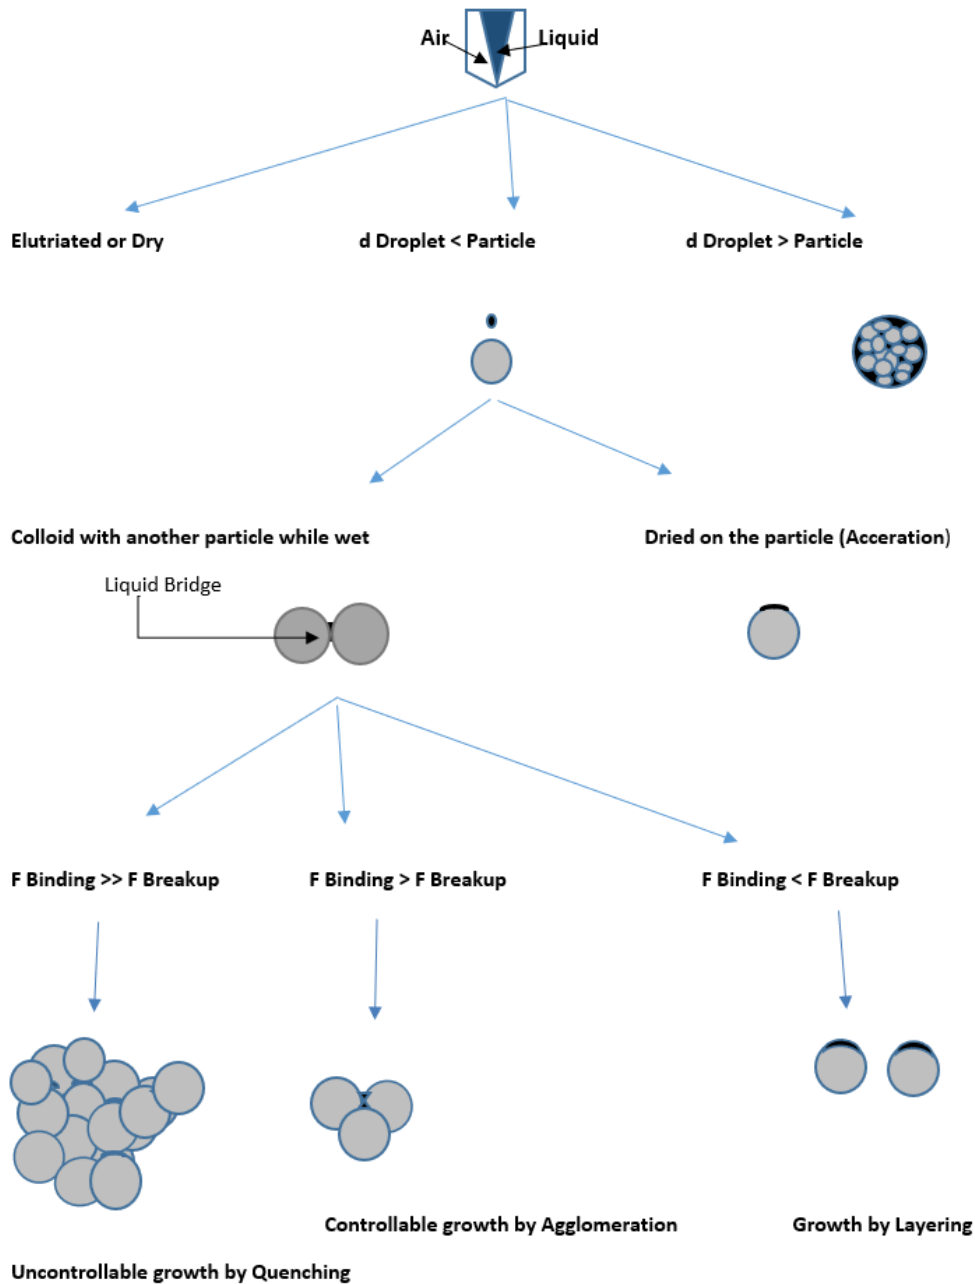 Air
Liquid
Elutriated or Dry
d Droplet < Particle
d Droplet > Particle
Colloid with another particle while wet
Dried on the particle (Acceration)
Liquid Bridge
F Binding >> F Breakup
F Binding > F Breakup
F Binding < F Breakup
Controllable growth by Agglomeration
Growth by Layering
Uncontrollable growth by Quenching